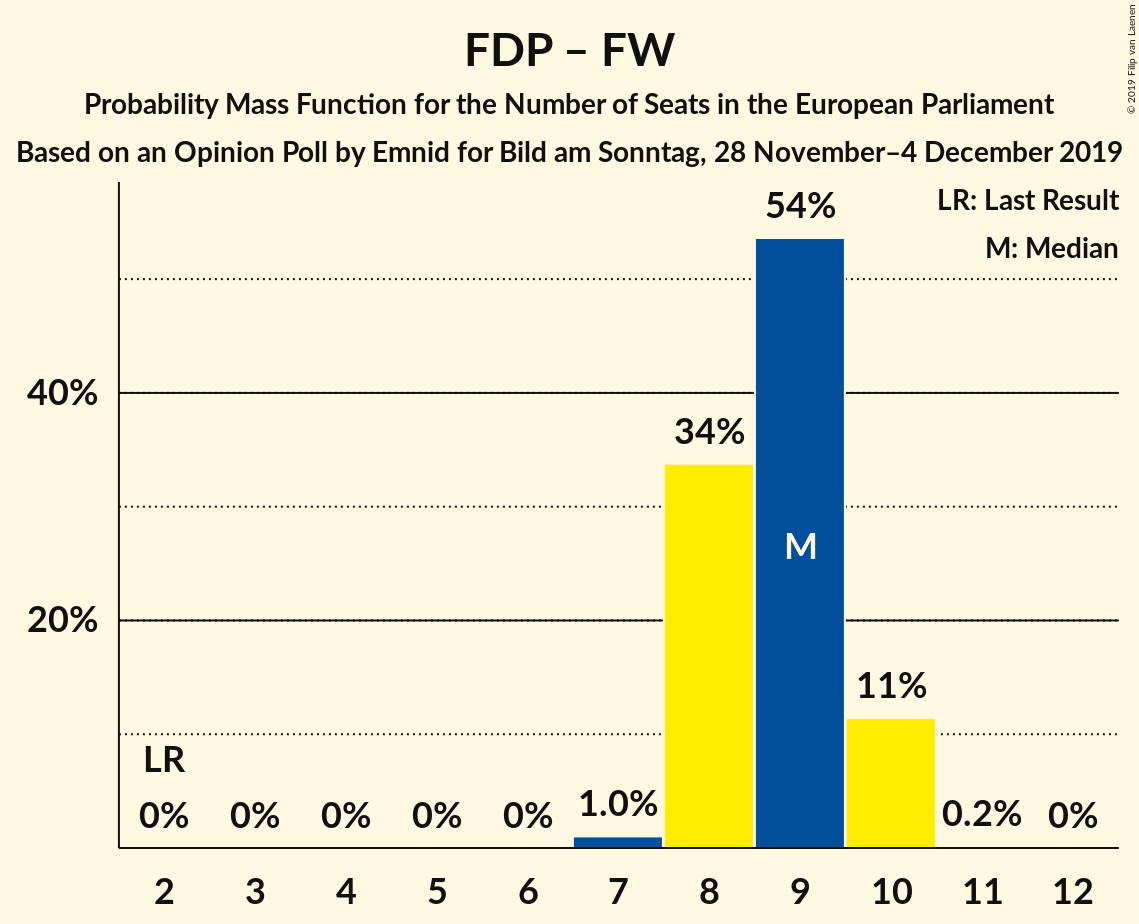 FDP – FW
Probability Mass Function for the Number of Seats in the European Parliament
Based on an Opinion Poll by Emnid for Bild am Sonntag, 28 November–4 December 2019
© 2019 Filip van Laenen
LR: Last Result
M: Median
54%
40%
34%
M
20%
11%
LR
0% 0% 0% 0% 0% 1.0% 0.2% 0%
2 3 4 5 6 7 8 9 10 11 12